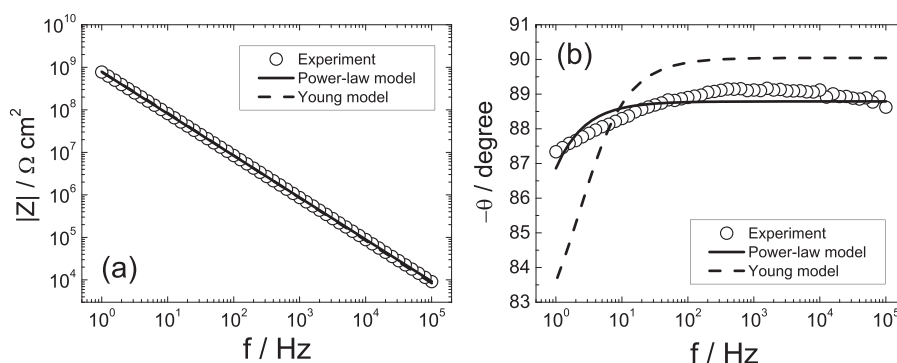 10^10
10^9
10^8
10^7
10^6
10^5
10^4
|Z| / Ω cm^2
Experiment
Power-law model
Young model
(a)
10^0 10^1 10^2 10^3 10^4 10^5
f / Hz
91
90
89
88
87
86
85
84
83
−θ / degree
(b)
Experiment
Power-law model
Young model
10^0 10^1 10^2 10^3 10^4 10^5
f / Hz